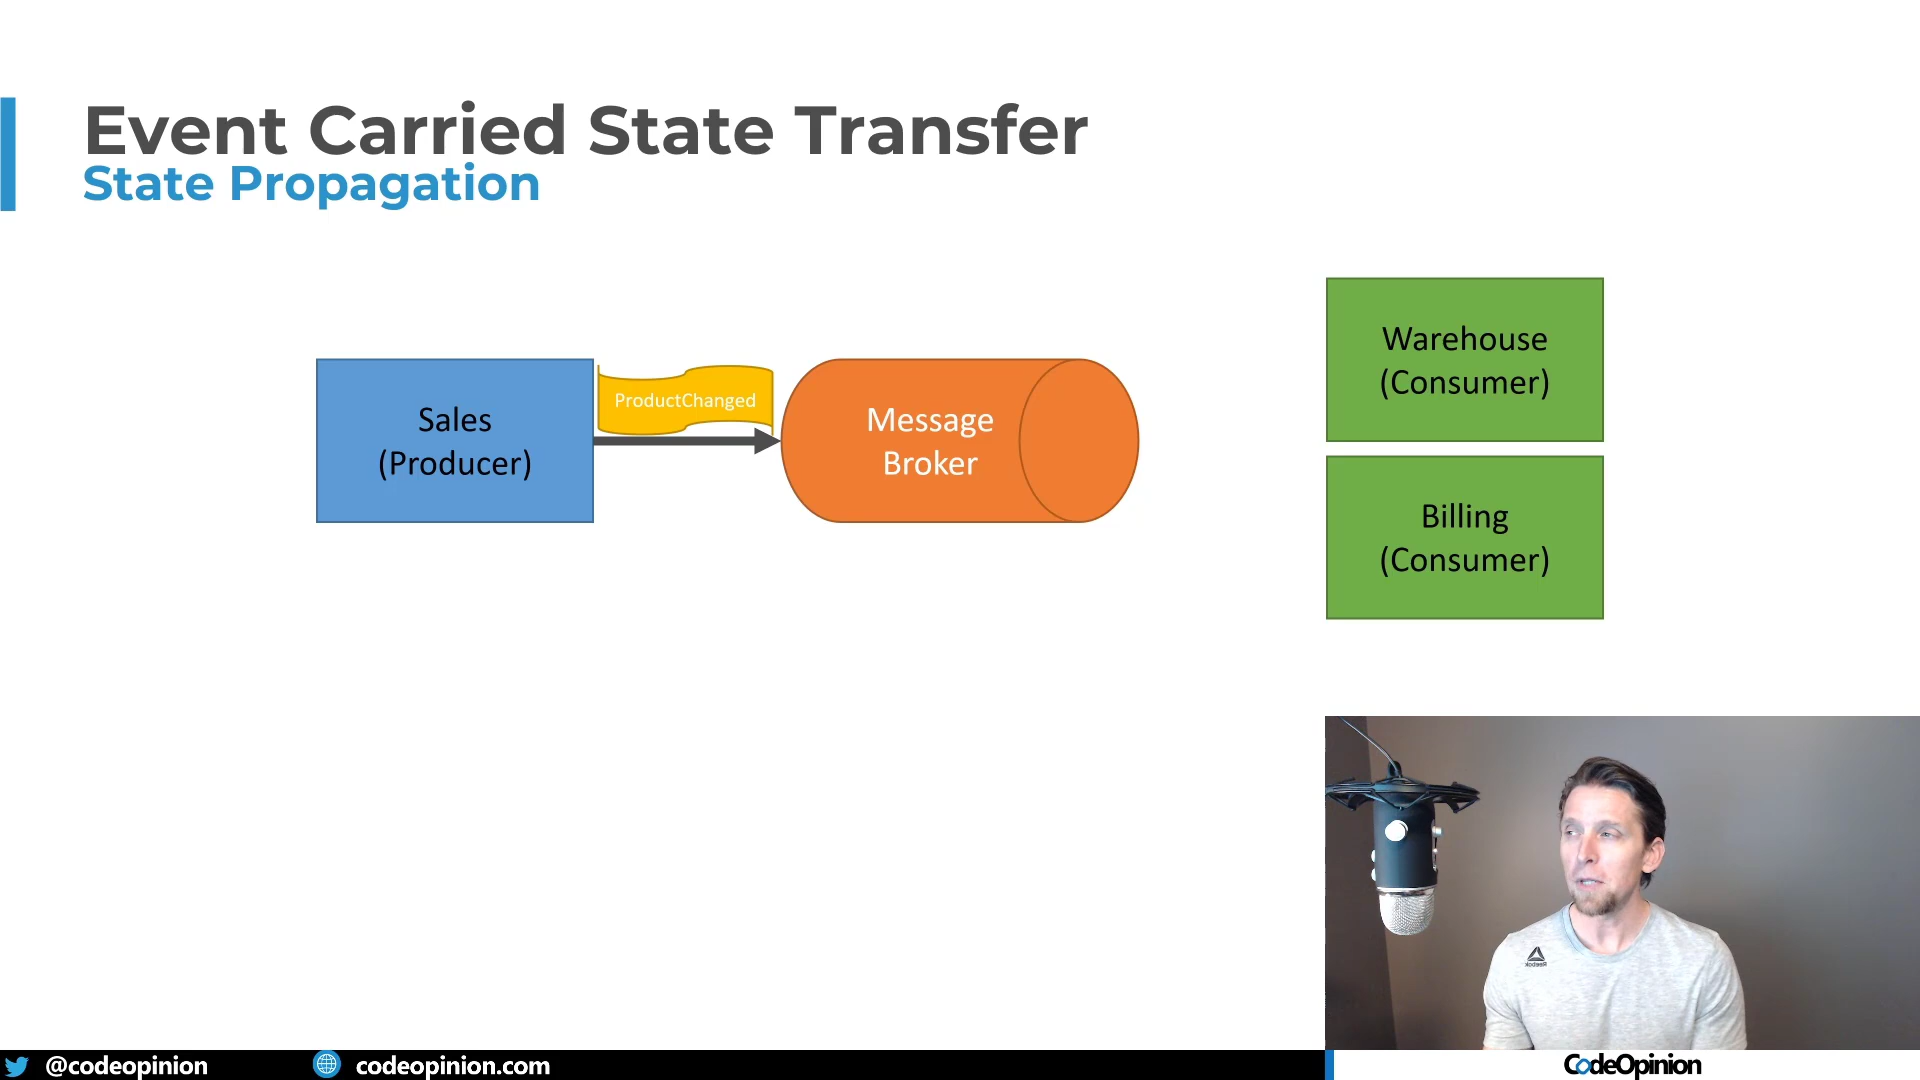 Event Carried State Transfer
State Propagation
Sales
(Producer)
ProductChanged
Message
Broker
Warehouse
(Consumer)
Billing
(Consumer)
Reebok
@codeopinion
codeopinion.com
CodeOpinion